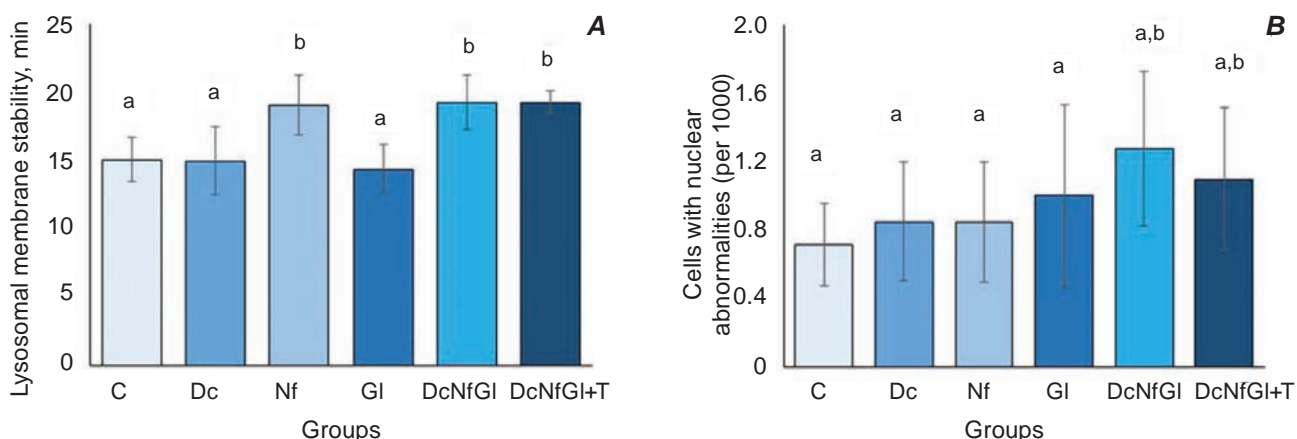 A
Lysosomal membrane stability, min
25
20
15
10
5
0
a
a
b
a
b
b
C Dc Nf Gl DcNfGl DcNfGl+T
Groups
B
Cells with nuclear
abnormalities (per 1000)
2.0
1.6
1.2
0.8
0.4
0
a
a
a
a
a,b
a,b
C Dc Nf Gl DcNfGl DcNfGl+T
Groups